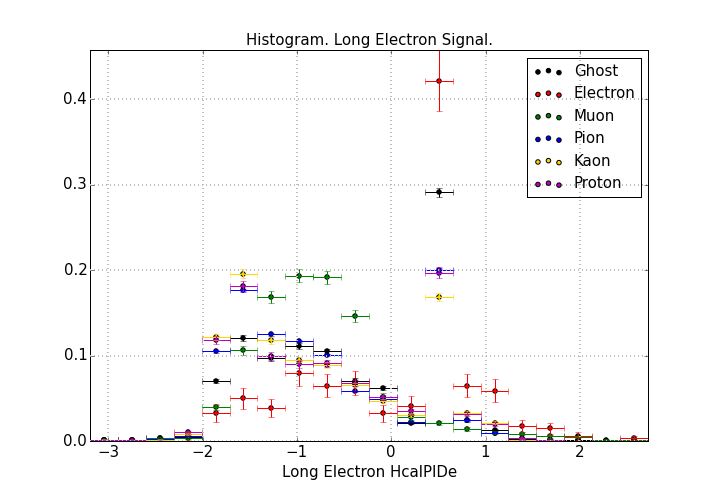 Histogram. Long Electron Signal.
Ghost
Electron
Muon
Pion
Kaon
Proton
0.4
0.3
0.2
0.1
0.0
−3 −2 −1 0 1 2
Long Electron HcalPIDe